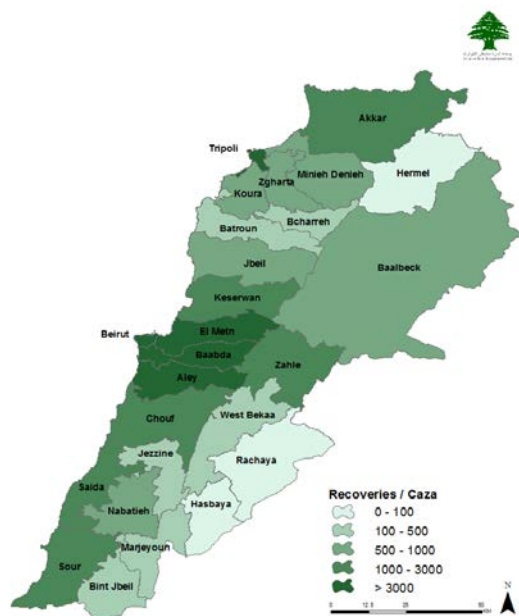 Akkar
Tripoli
Hermel
Zgharta
Minieh Denieh
Koura
Bcharreh
Batroun
Jbeil
Baalbeck
Keserwan
Beirut
El Metn
Baabda
Zahle
Aley
Chouf
West Bekaa
Jezzine
Rachaya
Saida
Hasbaya
Nabatieh
Marjeyoun
Sour
Bint Jbeil
Recoveries / Caza
0 - 100
100 - 500
500 - 1000
1000 - 3000
> 3000
N